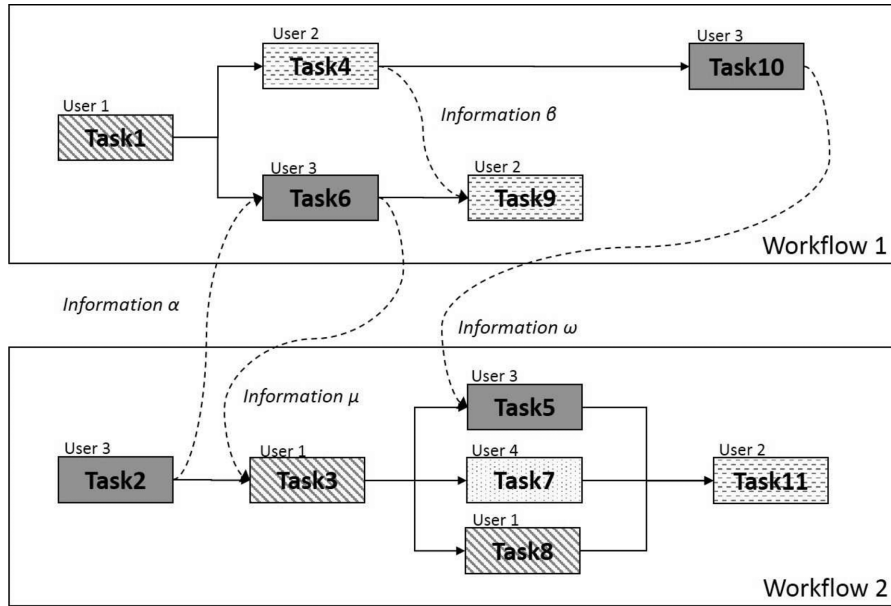 User 2
Task4
User 3
Task10
User 1
Task1
Information β
User 3
Task6
User 2
Task9
Workflow 1
Information α
Information ω
Information μ
User 3
Task5
User 3
Task2
User 1
Task3
User 4
Task7
User 2
Task11
User 1
Task8
Workflow 2